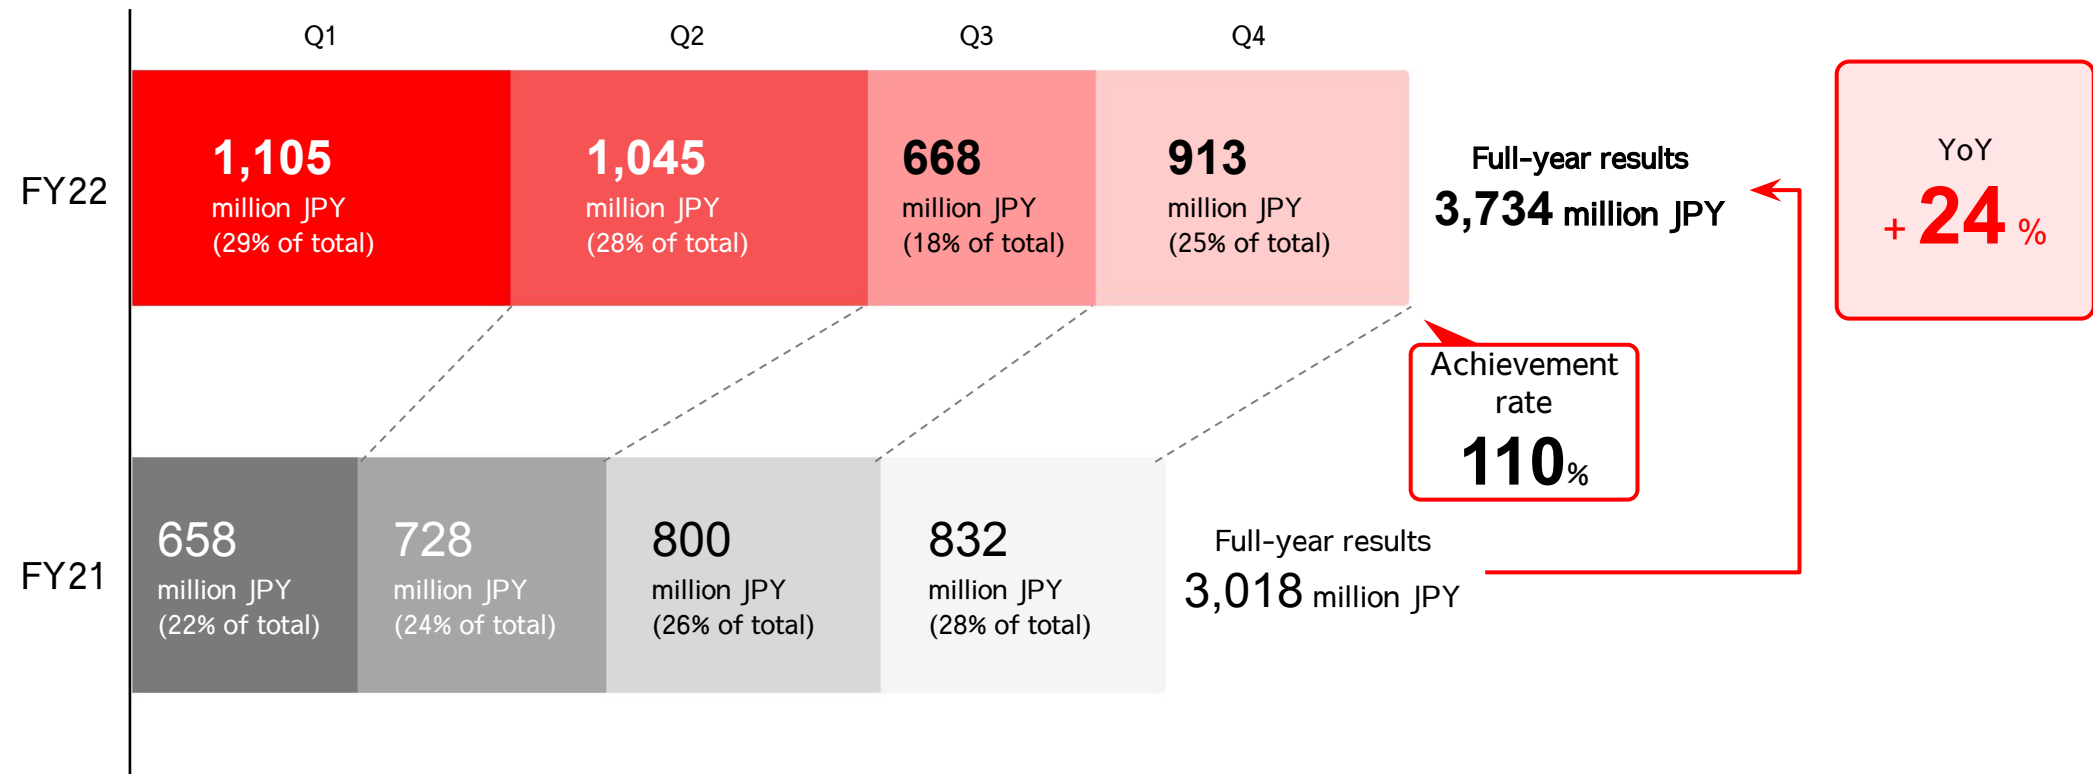 Q1 Q2 Q3 Q4
FY22
1,105
million JPY
(29% of total)
1,045
million JPY
(28% of total)
668
million JPY
(18% of total)
913
million JPY
(25% of total)
Full-year results
3,734 million JPY
YoY
+ 24 %
Achievement
rate
110%
FY21
658
million JPY
(22% of total)
728
million JPY
(24% of total)
800
million JPY
(26% of total)
832
million JPY
(28% of total)
Full-year results
3,018 million JPY